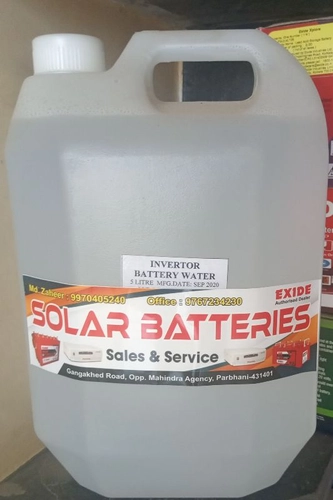 INVERTOR
BATTERY WATER
5 LITRE MFG.DATE: SEP 2020
Md. Zaheer : 9970405240 Office : 9767234230
EXIDE
Authorised Dealer
SOLAR BATTERIES
Sales & Service
Gangakhed Road, Opp. Mahindra Agency, Parbhani-431401